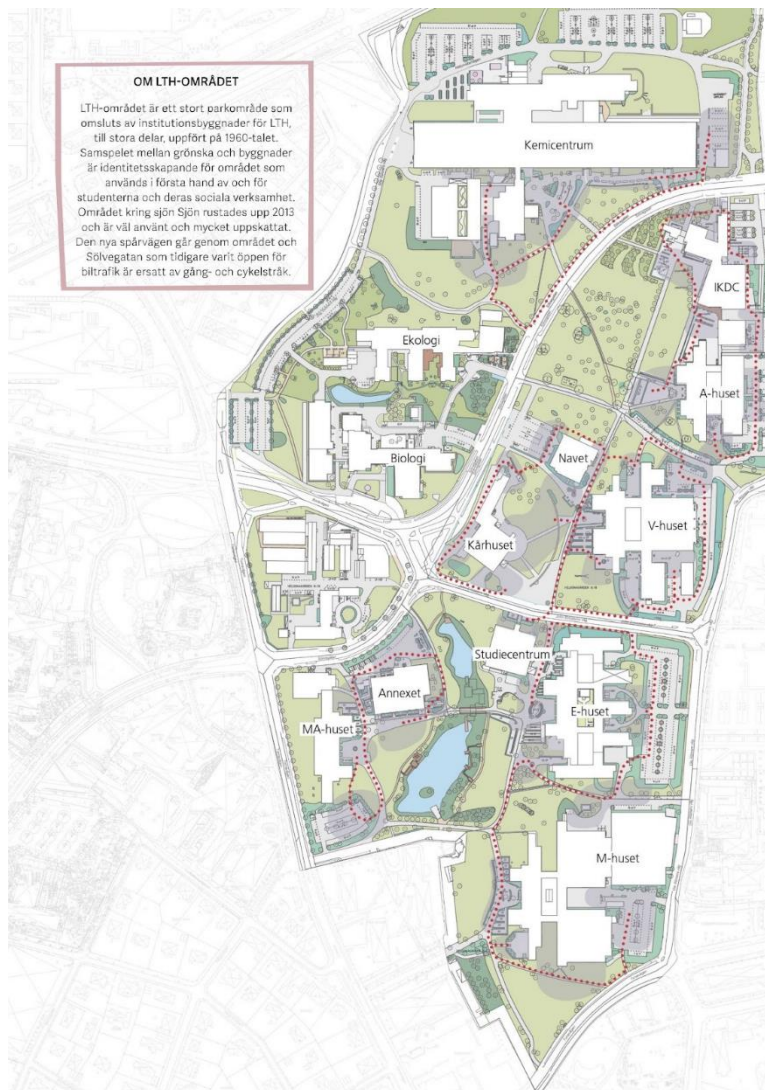 OM LTH-OMRÅDET
LTH-området är ett stort parkområde som
omsluts av institutionsbyggnader för LTH,
till stora delar, uppfört på 1960-talet.
Samspelet mellan grönska och byggnader
är identitetsskapande för området som
används i första hand av och för
studenterna och deras sociala verksamhet.
Området kring sjön Sjön rustades upp 2013
och är väl använt och mycket uppskattat.
Den nya spårvägen går genom området och
Sölvegatan som tidigare varit öppen för
biltrafik är ersatt av gång- och cykelstråk.
Kemicentrum
IKDC
Ekologi
A-huset
Navet
Biologi
V-huset
Kårhuset
Studiecentrum
Annexet
E-huset
MA-huset
M-huset